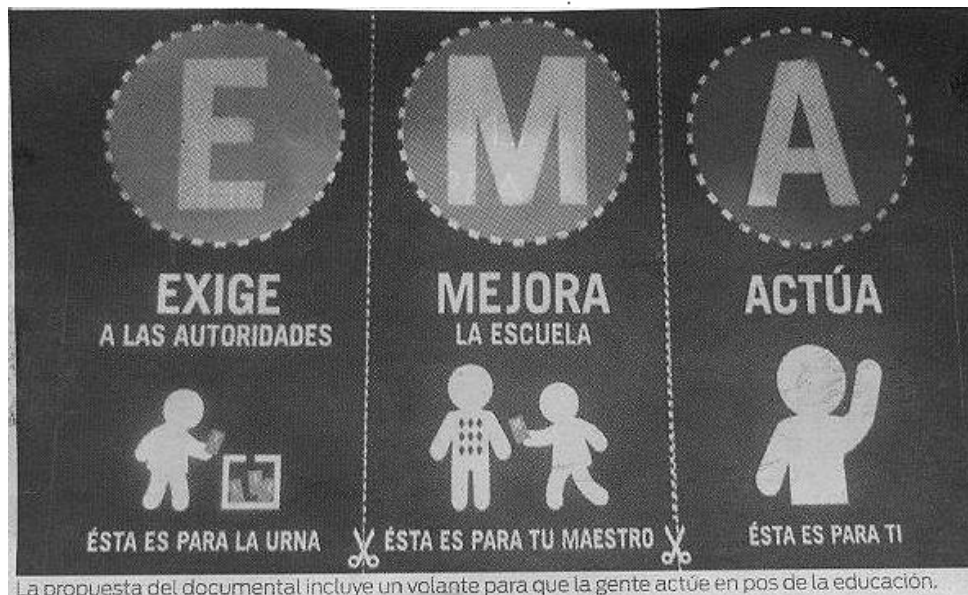 E
EXIGE
A LAS AUTORIDADES
ÉSTA ES PARA LA URNA
M
MEJORA
LA ESCUELA
ÉSTA ES PARA TU MAESTRO
A
ACTÚA
ÉSTA ES PARA TI
La propuesta del documental incluye un volante para que la gente actúe en pos de la educación.